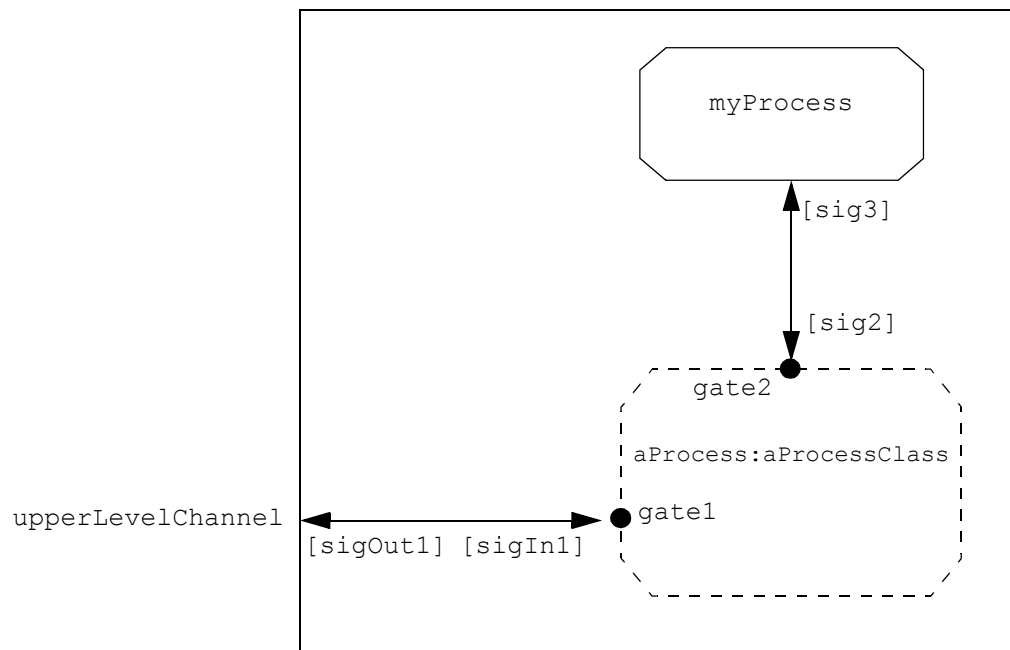 myProcess
[sig3]
[sig2]
gate2
aProcess:aProcessClass
gate1
upperLevelChannel
[sigOut1] [sigIn1]